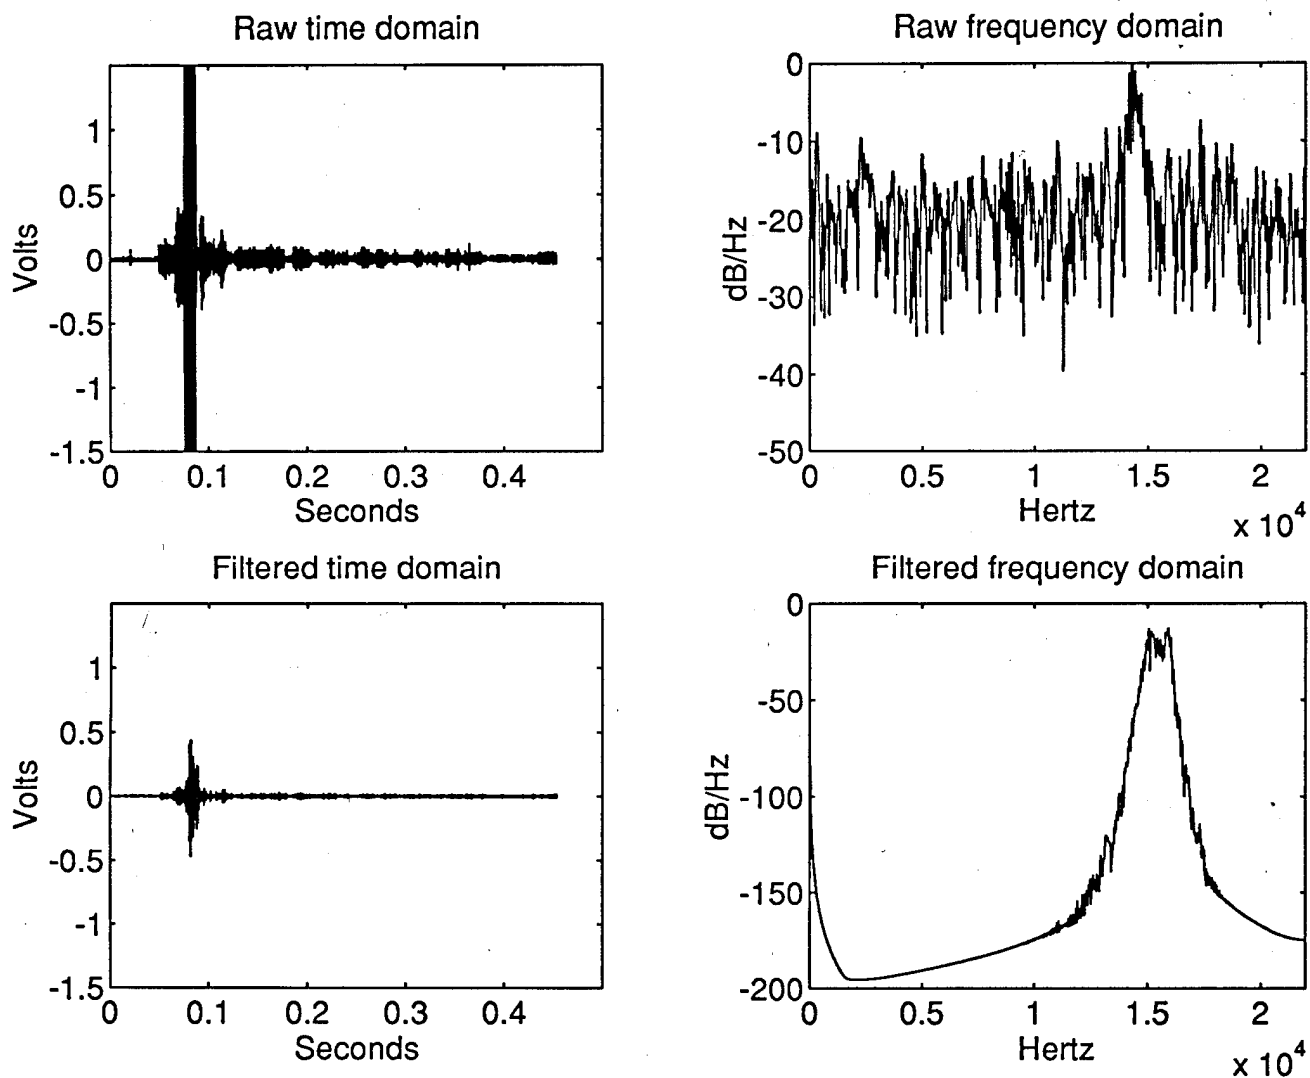 Raw time domain
Volts
1
0.5
0
-0.5
-1
-1.5
0 0.1 0.2 0.3 0.4
Seconds
Raw frequency domain
dB/Hz
0
-10
-20
-30
-40
-50
0 0.5 1 1.5 2
Hertz
x 10⁴
Filtered time domain
Volts
1
0.5
0
-0.5
-1
-1.5
0 0.1 0.2 0.3 0.4
Seconds
Filtered frequency domain
dB/Hz
0
-50
-100
-150
-200
0 0.5 1 1.5 2
Hertz
x 10⁴